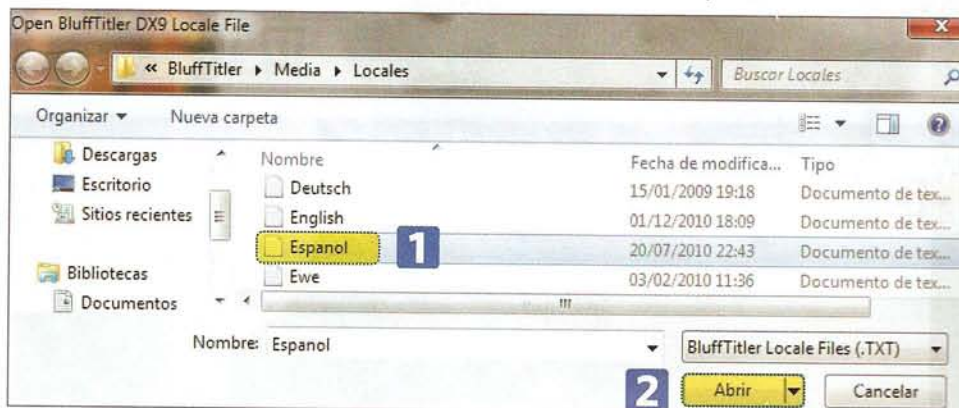 Open BluffTitler DX9 Locale File
« BluffTitler ▸ Media ▸ Locales
Buscar Locales
Organizar ▾ Nueva carpeta
Descargas
Escritorio
Sitios recientes
Bibliotecas
Documentos
Nombre Fecha de modifica... Tipo
Deutsch 15/01/2009 19:18 Documento de tex...
English 01/12/2010 18:09 Documento de tex...
Espanol 1 20/07/2010 22:43 Documento de tex...
Ewe 03/02/2010 11:36 Documento de tex...
Nombre: Espanol BluffTitler Locale Files (.TXT)
2 Abrir Cancelar